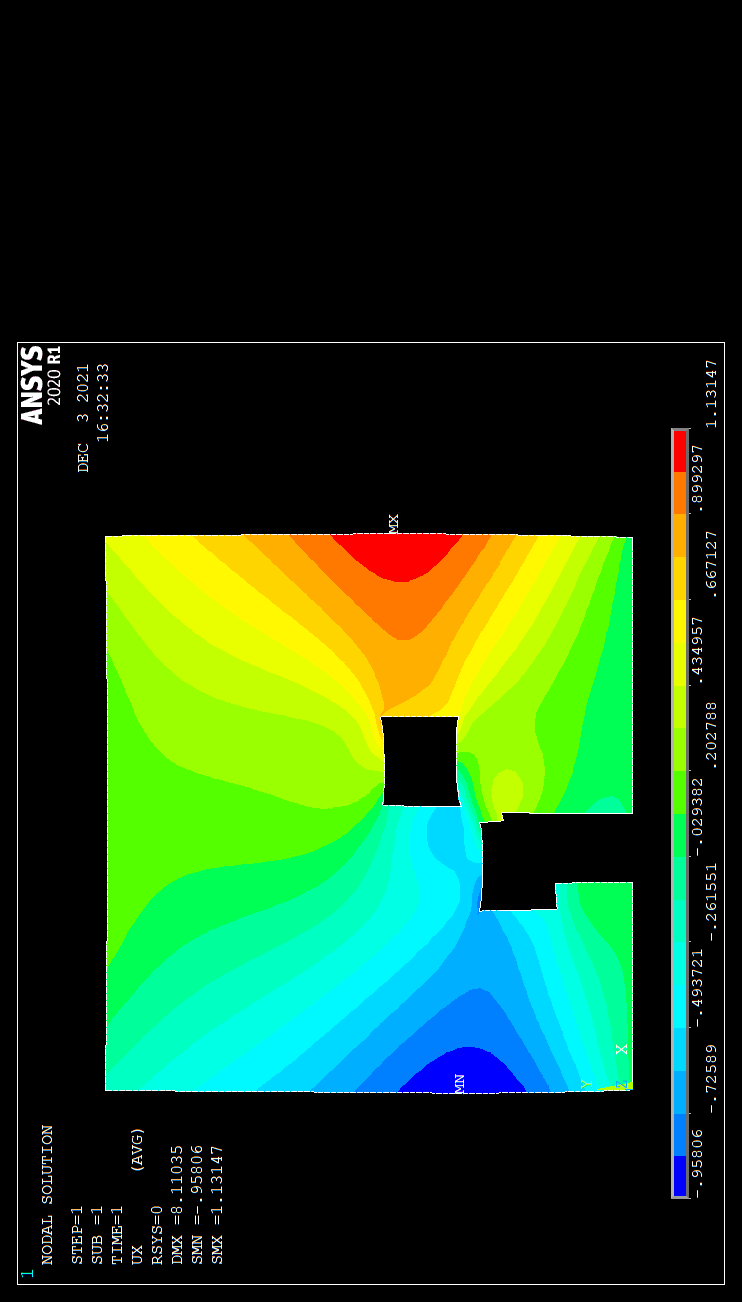 1
NODAL SOLUTION
STEP=1
SUB =1
TIME=1
UX (AVG)
RSYS=0
DMX =8.11035
SMN =-.95806
SMX =1.13147
ANSYS
2020 R1
DEC 3 2021
16:32:33
MX
MN
Y
Z X
-.95806
-.72589
-.493721
-.261551
-.029382
.202788
.434957
.667127
.899297
1.13147